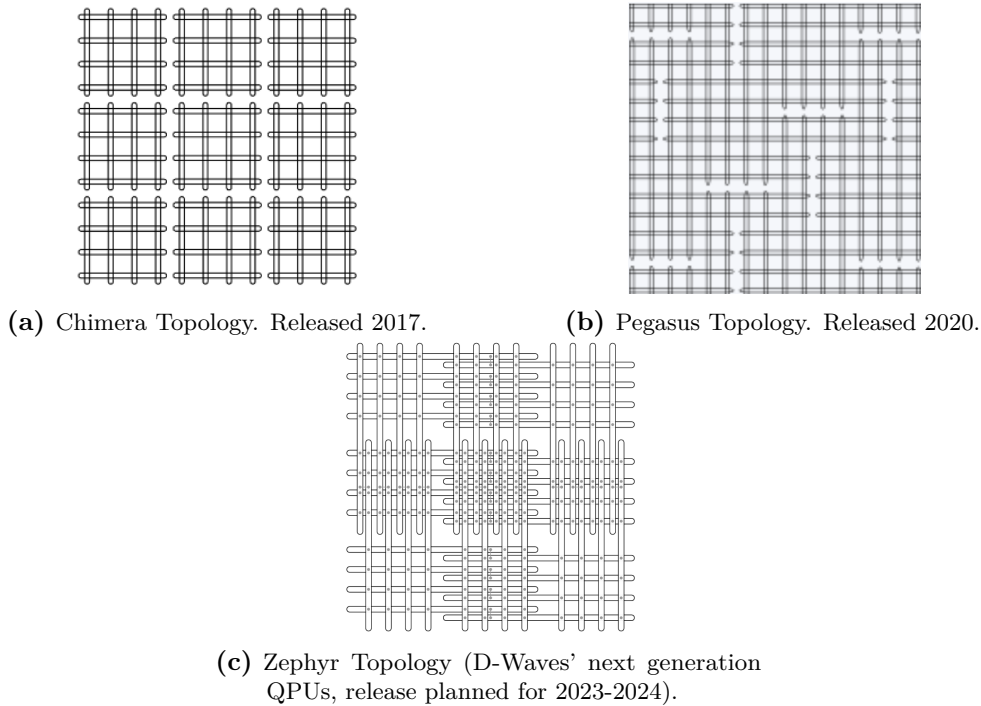 (a) Chimera Topology. Released 2017.
(b) Pegasus Topology. Released 2020.
(c) Zephyr Topology (D-Waves’ next generation
QPUs, release planned for 2023-2024).